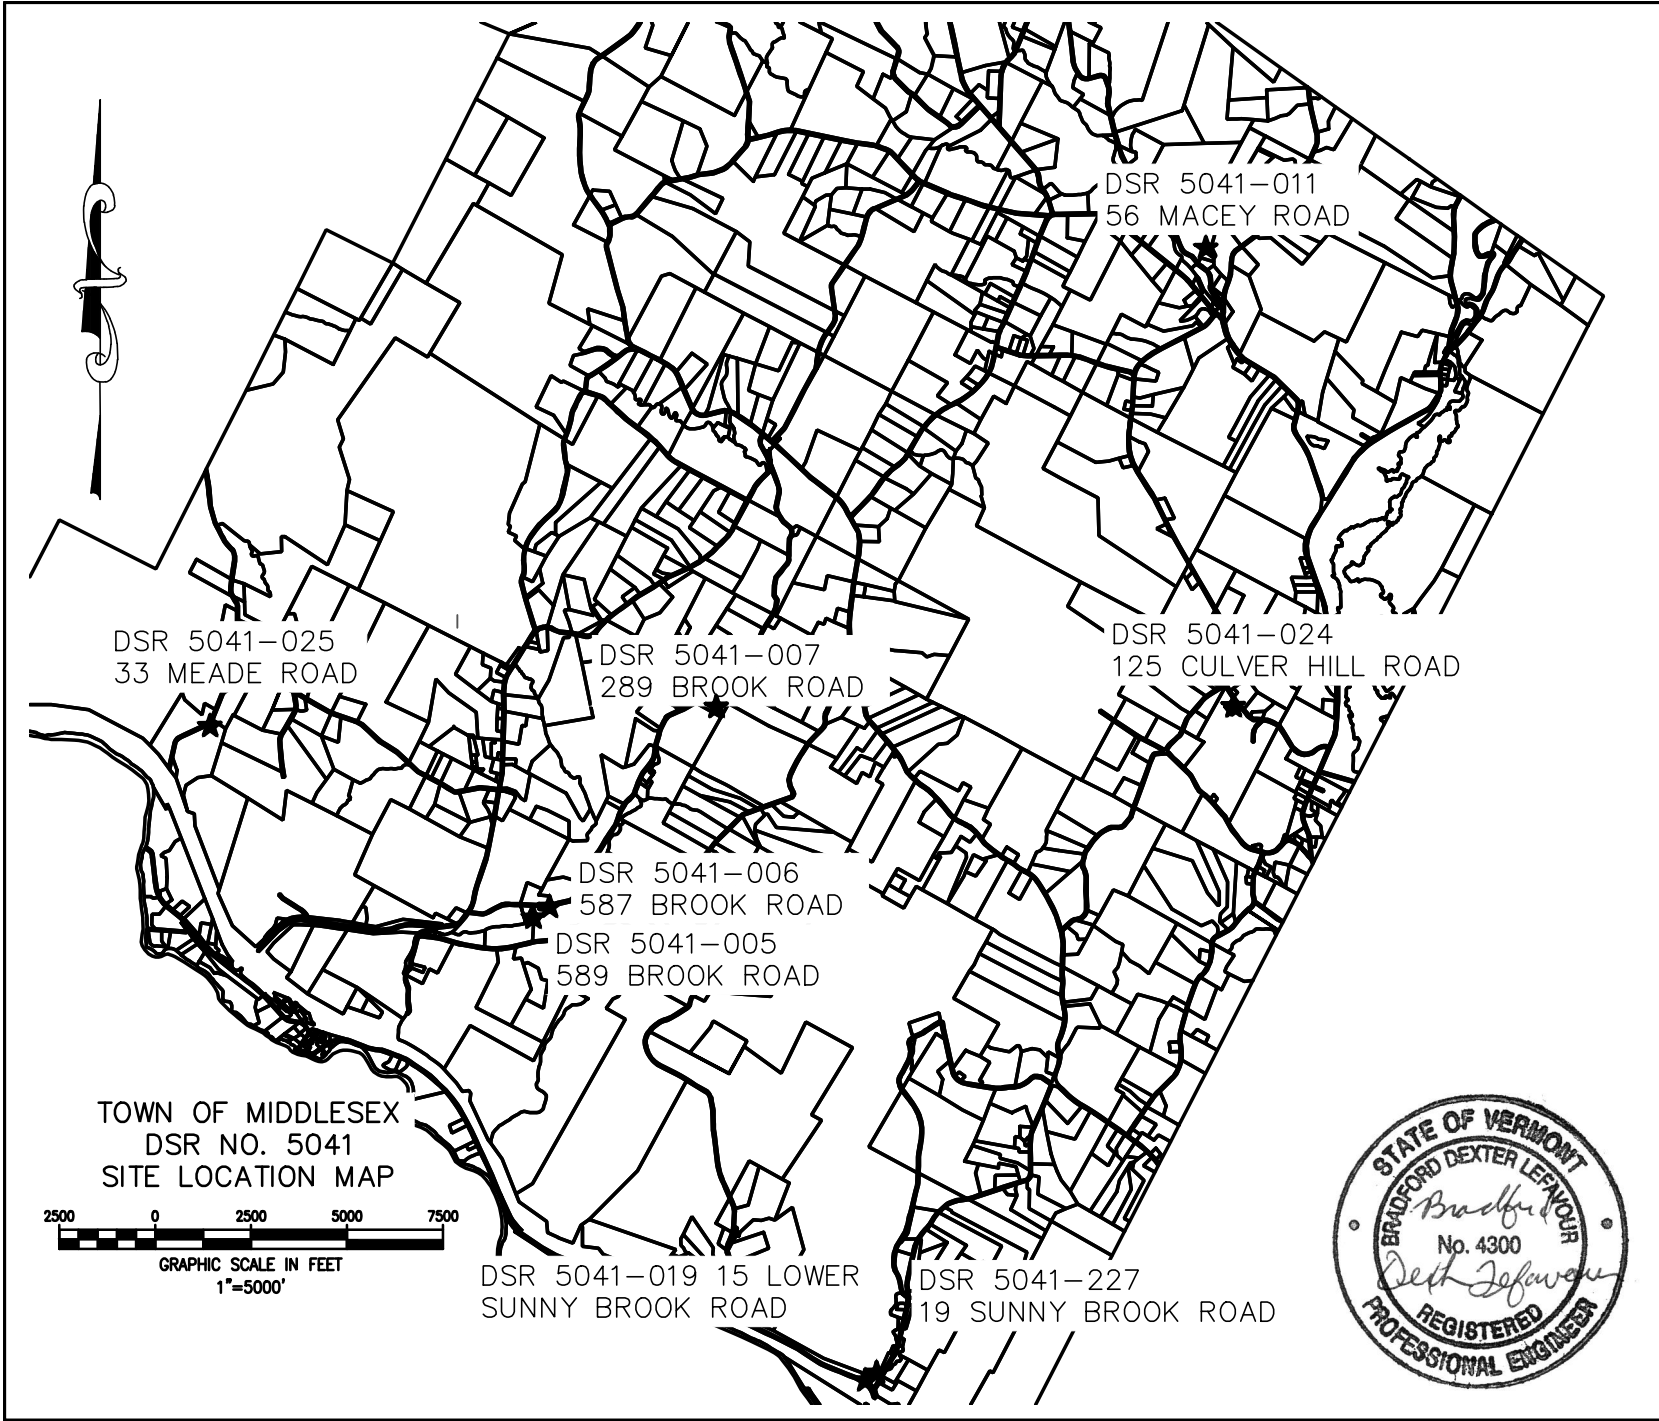 DSR 5041-011
56 MACEY ROAD
DSR 5041-025
33 MEADE ROAD
DSR 5041-007
289 BROOK ROAD
DSR 5041-024
125 CULVER HILL ROAD
DSR 5041-006
587 BROOK ROAD
DSR 5041-005
589 BROOK ROAD
TOWN OF MIDDLESEX
DSR NO. 5041
SITE LOCATION MAP
2500 0 2500 5000 7500
GRAPHIC SCALE IN FEET
1"=5000'
DSR 5041-019 15 LOWER
SUNNY BROOK ROAD
DSR 5041-227
19 SUNNY BROOK ROAD
STATE OF VERMONT
BRADFORD DEXTER LEFAVOUR
Bradford
No. 4300
REGISTERED
PROFESSIONAL ENGINEER